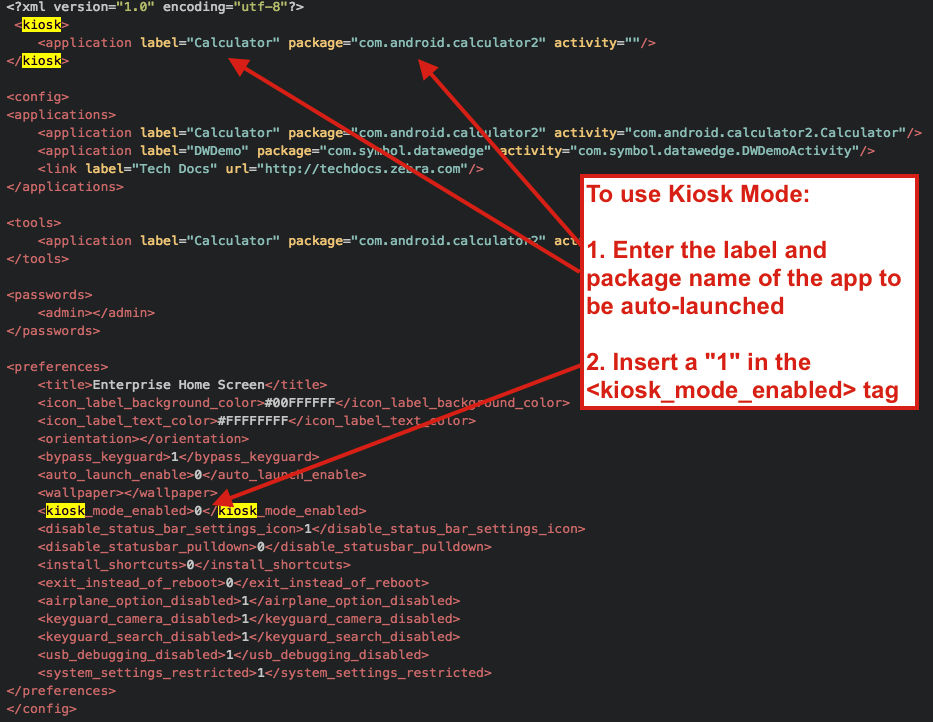 <?xml version="1.0" encoding="utf-8"?>
<kiosk>
<application label="Calculator" package="com.android.calculator2" activity=""/>
</kiosk>
<config>
<applications>
<application label="Calculator" package="com.android.calculator2" activity="com.android.calculator2.Calculator"/>
<application label="DWDemo" package="com.symbol.datawedge" activity="com.symbol.datawedge.DWDemoActivity"/>
<link label="Tech Docs" url="http://techdocs.zebra.com"/>
</applications>
<tools>
<application label="Calculator" package="com.android.calculator2"
</tools>
<passwords>
<admin></admin>
</passwords>
<preferences>
<title>Enterprise Home Screen</title>
<icon_label_background_color>#00FFFFFF</icon_label_background_color>
<icon_label_text_color>#FFFFFFFF</icon_label_text_color>
<orientation></orientation>
<bypass_keyguard>1</bypass_keyguard>
<auto_launch_enable>0</auto_launch_enable>
<wallpaper></wallpaper>
<kiosk_mode_enabled>0</kiosk_mode_enabled>
<disable_status_bar_settings_icon>1</disable_status_bar_settings_icon>
<disable_statusbar_pulldown>0</disable_statusbar_pulldown>
<install_shortcuts>0</install_shortcuts>
<exit_instead_of_reboot>0</exit_instead_of_reboot>
<airplane_option_disabled>1</airplane_option_disabled>
<keyguard_camera_disabled>1</keyguard_camera_disabled>
<keyguard_search_disabled>1</keyguard_search_disabled>
<usb_debugging_disabled>1</usb_debugging_disabled>
<system_settings_restricted>1</system_settings_restricted>
</preferences>
</config>
To use Kiosk Mode:
1. Enter the label and
package name of the app to
be auto-launched
2. Insert a "1" in the
<kiosk_mode_enabled> tag